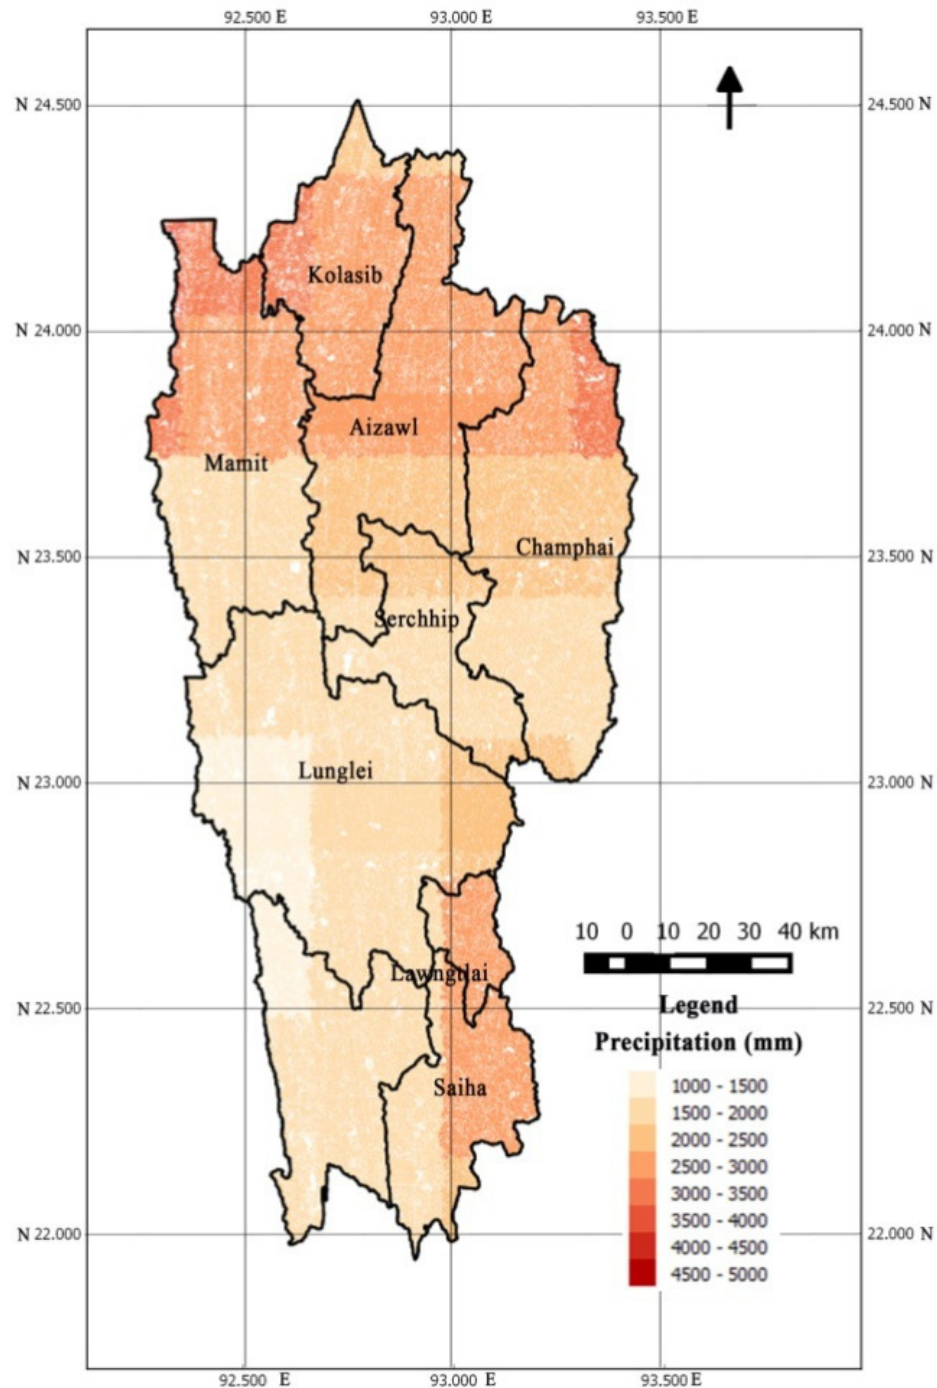 92.500 E 93.000 E 93.500 E
N 24.500 24.500 N
Kolasib
N 24.000 24.000 N
Aizawl
Mamit
N 23.500 23.500 N
Champhai
Serchhip
Lunglei
N 23.000 23.000 N
10 0 10 20 30 40 km
Lawngtlai
N 22.500 22.500 N
Legend
Precipitation (mm)
Saiha
1000 - 1500
1500 - 2000
2000 - 2500
2500 - 3000
3000 - 3500
3500 - 4000
N 22.000 22.000 N
4000 - 4500
4500 - 5000
92.500 E 93.000 E 93.500 E